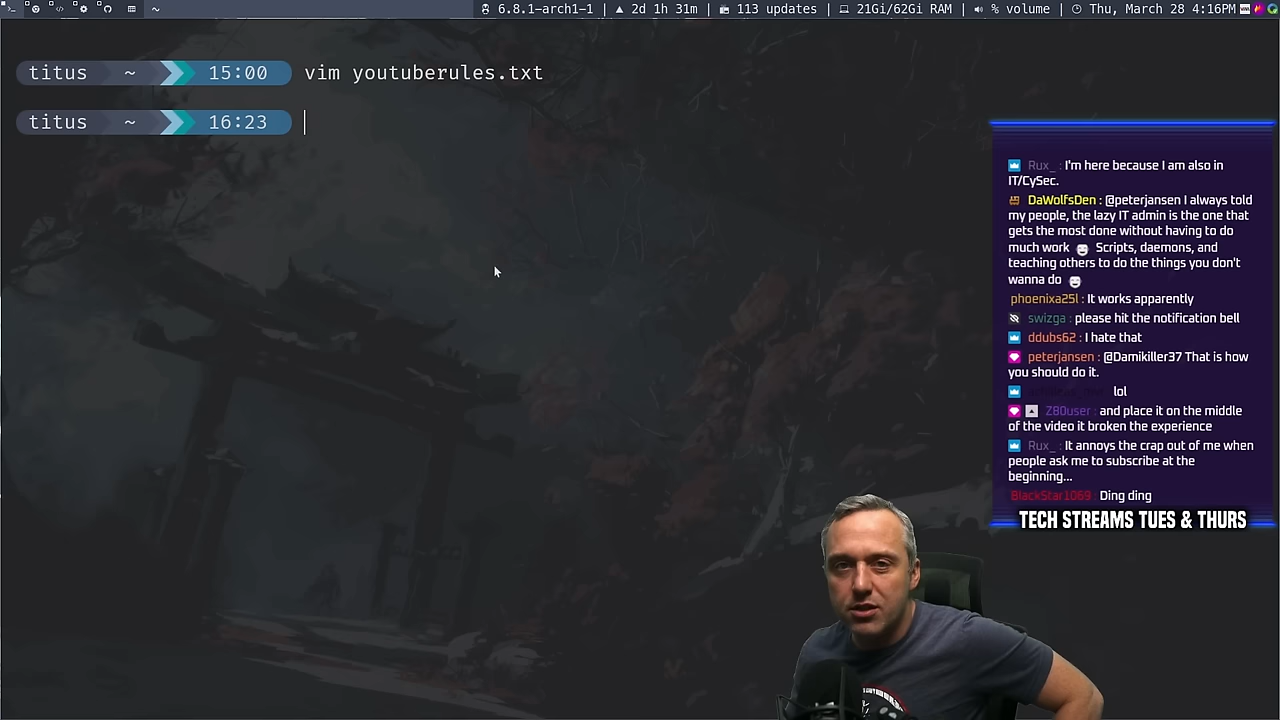 ~ 6.8.1-arch1-1 | ▲ 2d 1h 31m | 113 updates | 21Gi/62Gi RAM | % volume | Thu, March 28 4:16PM
titus ~ 15:00 vim youtuberules.txt
titus ~ 16:23
Rux_ : I'm here because I am also in
IT/CySec.
DaWolfsDen : @peterjansen I always told
my people, the lazy IT admin is the one that
gets the most done without having to do
much work Scripts, daemons, and
teaching others to do the things you don't
wanna do
phoenixa25l : It works apparently
swizga : please hit the notification bell
ddubs62 : I hate that
peterjansen : @Damikiller37 That is how
you should do it.
lol
Z80user : and place it on the middle
of the video it broken the experience
Rux_ : It annoys the crap out of me when
people ask me to subscribe at the
beginning...
BlackStar1069 : Ding ding
TECH STREAMS TUES & THURS